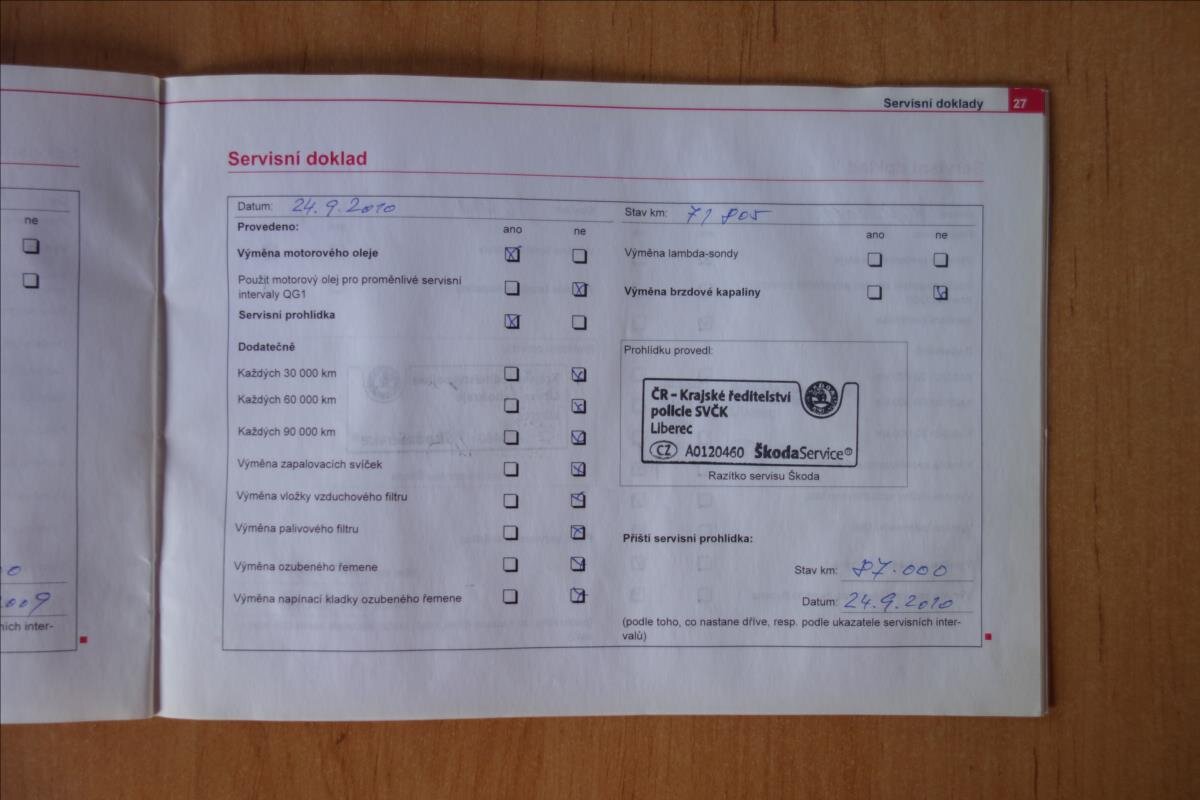 Servisní doklady 27
Servisní doklad
ne
00
2009
ních inter-
Datum: 24.9.2010
Provedeno: ano ne
Výměna motorového oleje
Použit motorový olej pro proměnlivé servisní
intervaly QG1
Servisní prohlídka
Dodatečně
Každých 30 000 km
Každých 60 000 km
Každých 90 000 km
Výměna zapalovacích svíček
Výměna vložky vzduchového filtru
Výměna palivového filtru
Výměna ozubeného řemene
Výměna napínací kladky ozubeného řemene
Stav km: 71 805
ano ne
Výměna lambda-sondy
Výměna brzdové kapaliny
Prohlídku provedl:
ČR - Krajské ředitelství
policie SVČK
Liberec
CZ A0120460 ŠkodaService®
Razítko servisu Škoda
Příští servisní prohlídka:
Stav km: 87.000
Datum: 24.9.2010
(podle toho, co nastane dříve, resp. podle ukazatele servisních inter-
valů)